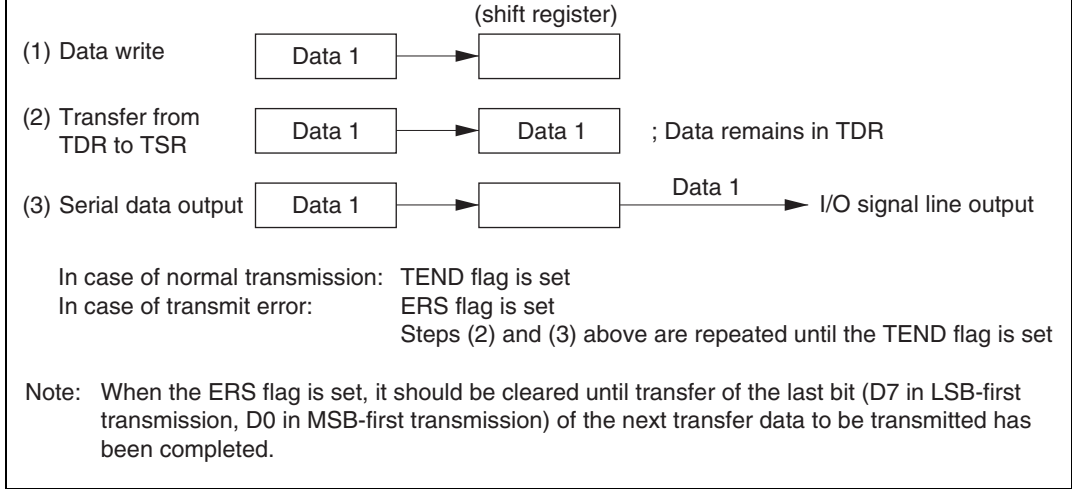 (shift register)
(1) Data write Data 1
(2) Transfer from
TDR to TSR Data 1 Data 1 ; Data remains in TDR
(3) Serial data output Data 1 Data 1 I/O signal line output
In case of normal transmission: TEND flag is set
In case of transmit error: ERS flag is set
Steps (2) and (3) above are repeated until the TEND flag is set
Note: When the ERS flag is set, it should be cleared until transfer of the last bit (D7 in LSB-first
transmission, D0 in MSB-first transmission) of the next transfer data to be transmitted has
been completed.